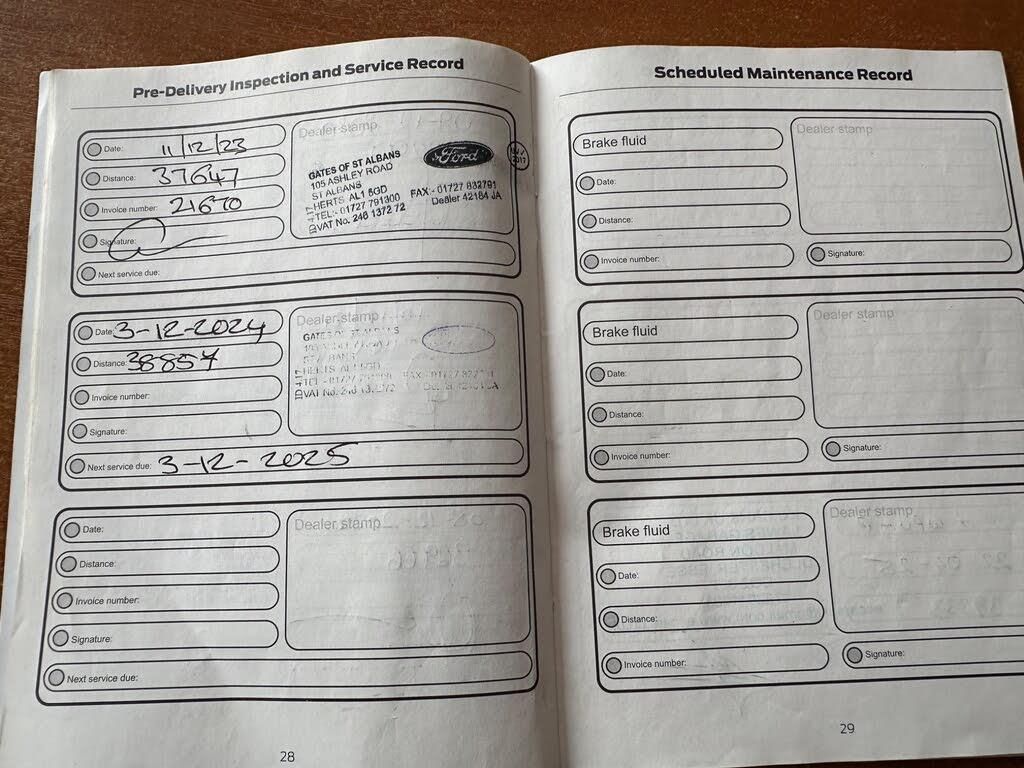 Pre-Delivery Inspection and Service Record
Date: 11/12/23
Distance: 37647
Invoice number: 21670
Signature:
Next service due:
Dealer stamp
GATES OF ST ALBANS
105 ASHLEY ROAD
ST ALBANS
HERTS AL1 5GD
TEL:- 01727 791300 FAX:- 01727 832791
VAT No. 246 1372 72 Dealer 42184 JA
Ford
2017
Date: 3-12-2024
Distance: 38857
Invoice number:
Signature:
Next service due: 3-12-2025
Dealer stamp
GATES OF ST ALBANS
Date:
Distance:
Invoice number:
Signature:
Next service due:
Dealer stamp
28
Scheduled Maintenance Record
Brake fluid
Date:
Distance:
Invoice number:
Dealer stamp
Signature:
Brake fluid
Date:
Distance:
Invoice number:
Dealer stamp
Signature:
Brake fluid
Date:
Distance:
Invoice number:
Dealer stamp
Signature:
29